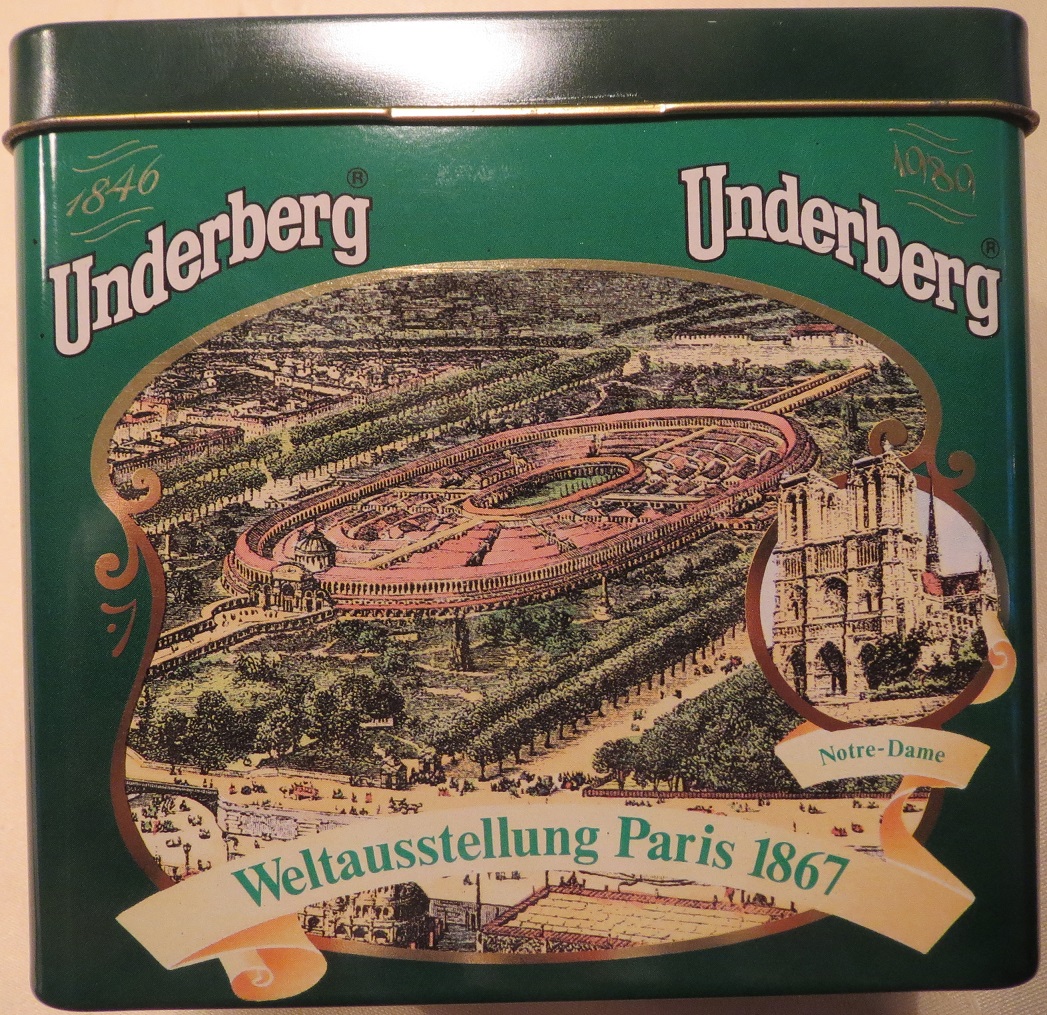 1846
1989
Underberg®
Underberg®
Notre-Dame
Weltausstellung Paris 1867